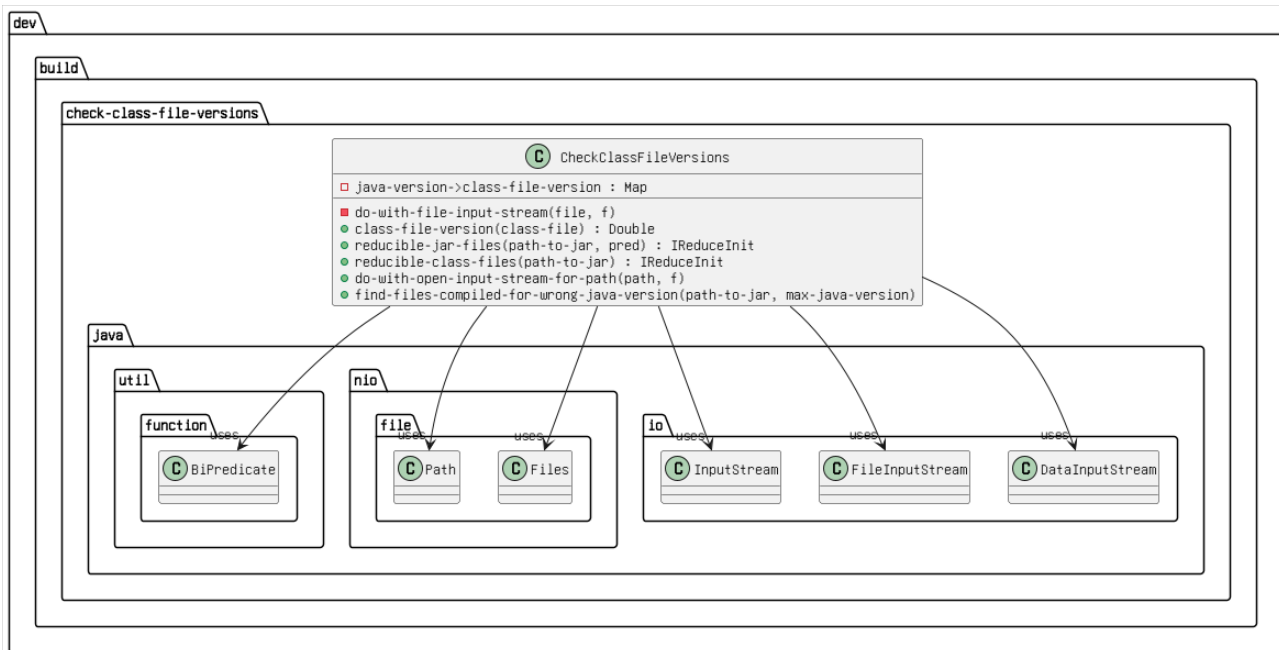 dev
build
check-class-file-versions
C CheckClassFileVersions
java-version->class-file-version : Map
do-with-file-input-stream(file, f)
class-file-version(class-file) : Double
reducible-jar-files(path-to-jar, pred) : IReduceInit
reducible-class-files(path-to-jar) : IReduceInit
do-with-open-input-stream-for-path(path, f)
find-files-compiled-for-wrong-java-version(path-to-jar, max-java-version)
java
util
nio
function
file
io
uses
uses
uses
uses
uses
uses
C BiPredicate
C Path
C Files
C InputStream
C FileInputStream
C DataInputStream